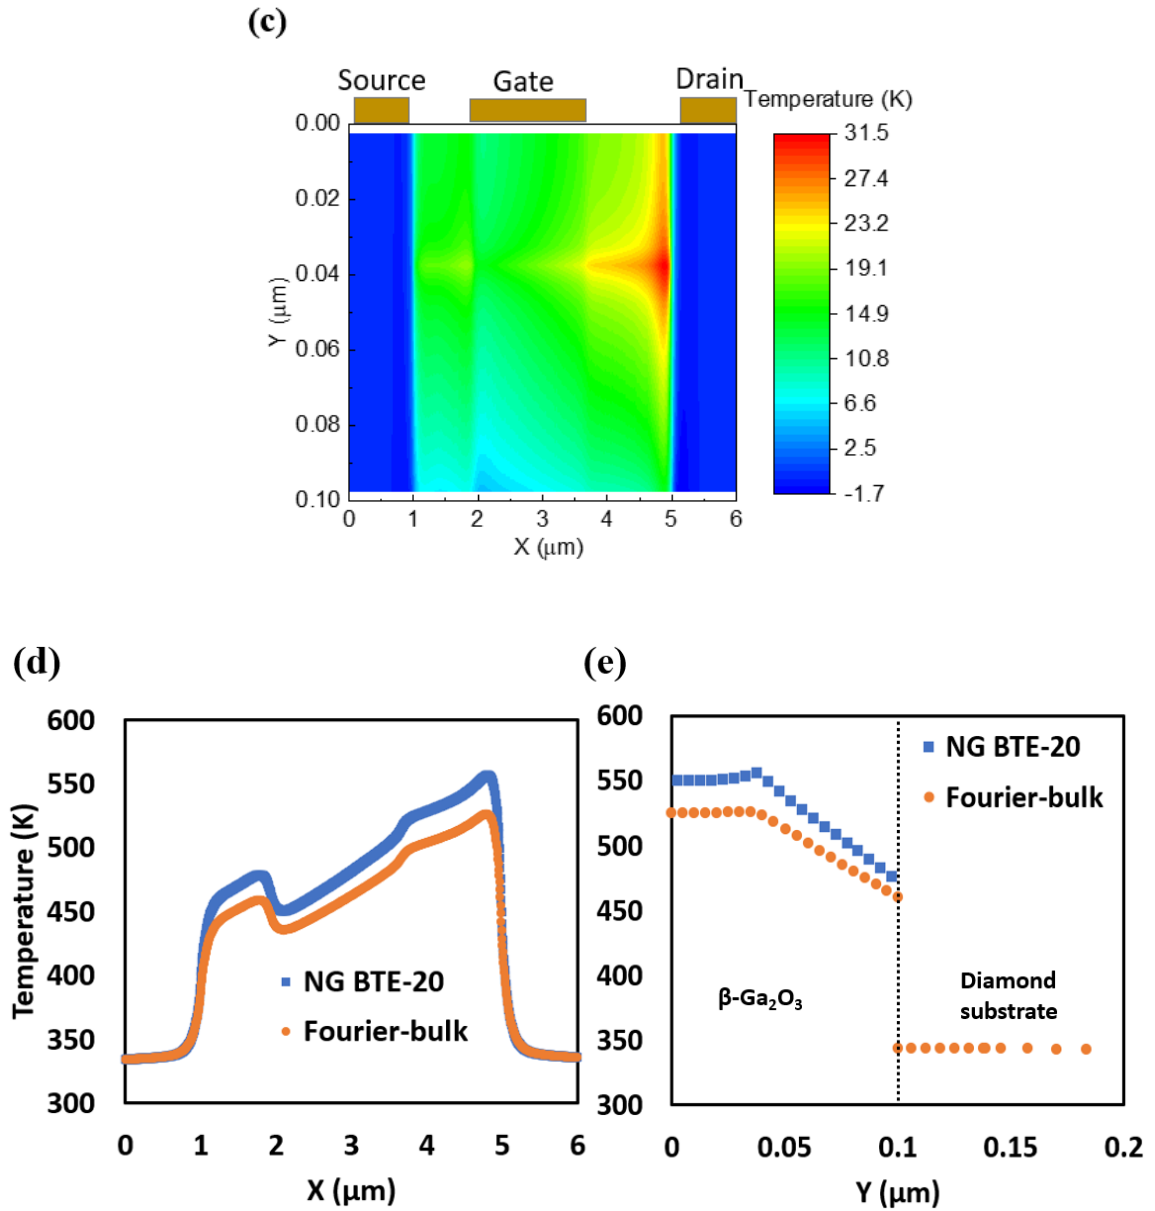 (c)
Source Gate Drain
Temperature (K)
0.00
0.02
0.04
0.06
0.08
0.10
Y (μm)
0 1 2 3 4 5 6
X (μm)
31.5
27.4
23.2
19.1
14.9
10.8
6.6
2.5
-1.7
(d)
600
550
500
450
400
350
300
Temperature (K)
NG BTE-20
Fourier-bulk
0 1 2 3 4 5 6
X (μm)
(e)
600
550
500
450
400
350
300
NG BTE-20
Fourier-bulk
β-Ga₂O₃
Diamond
substrate
0 0.05 0.1 0.15 0.2
Y (μm)